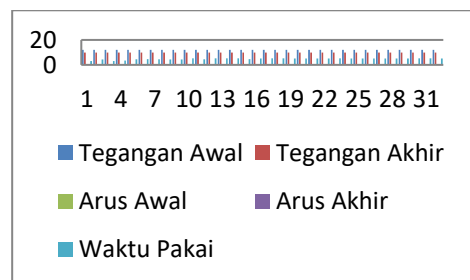 20
0
1 4 7 10 13 16 19 22 25 28 31
Tegangan Awal Tegangan Akhir
Arus Awal Arus Akhir
Waktu Pakai